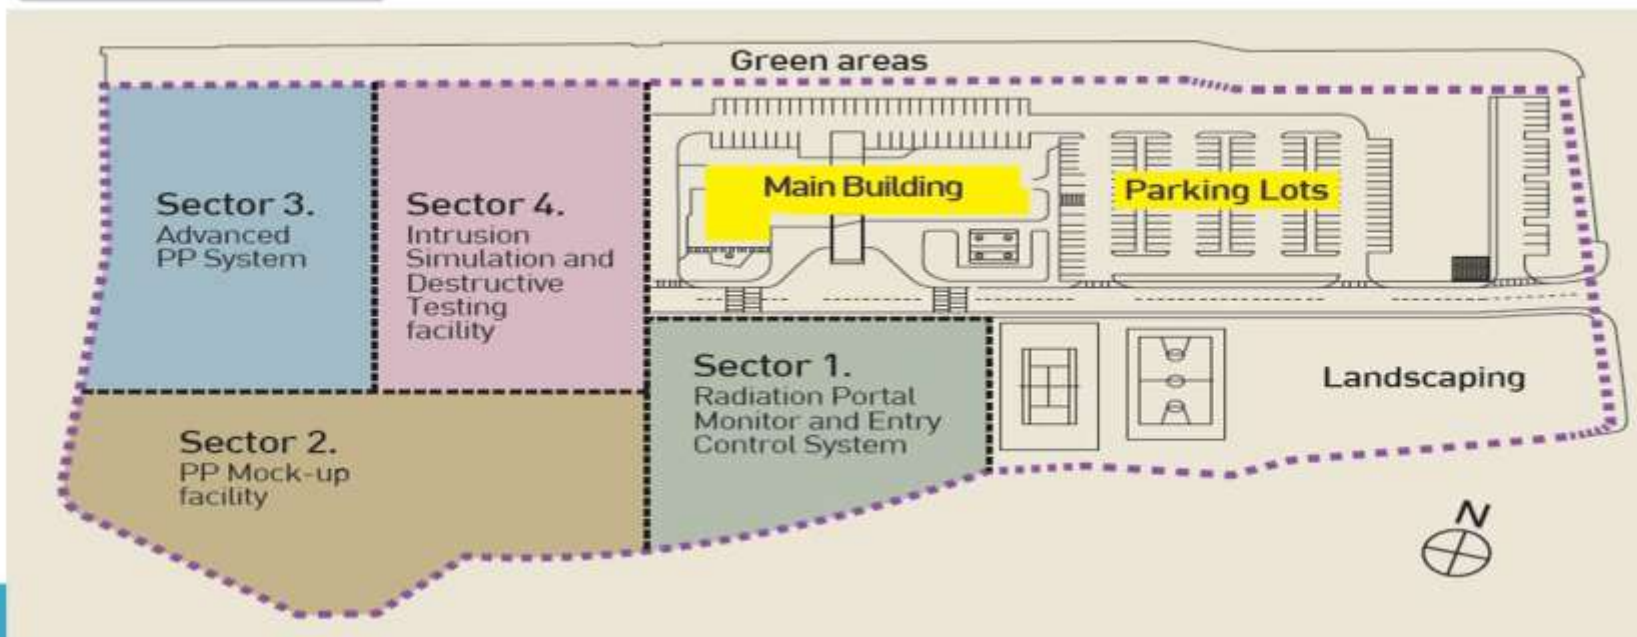 Green areas
Main Building
Parking Lots
Sector 3.
Advanced
PP System
Sector 4.
Intrusion
Simulation and
Destructive
Testing
facility
Sector 1.
Radiation Portal
Monitor and Entry
Control System
Landscaping
Sector 2.
PP Mock-up
facility
N